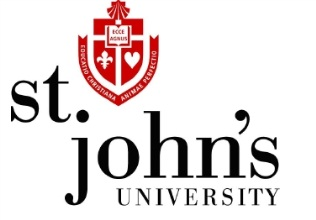 ECCE
AGNUS
EDUCATIO CHRISTIANA ANIMAE PERFECTIO
st.
john's
UNIVERSITY